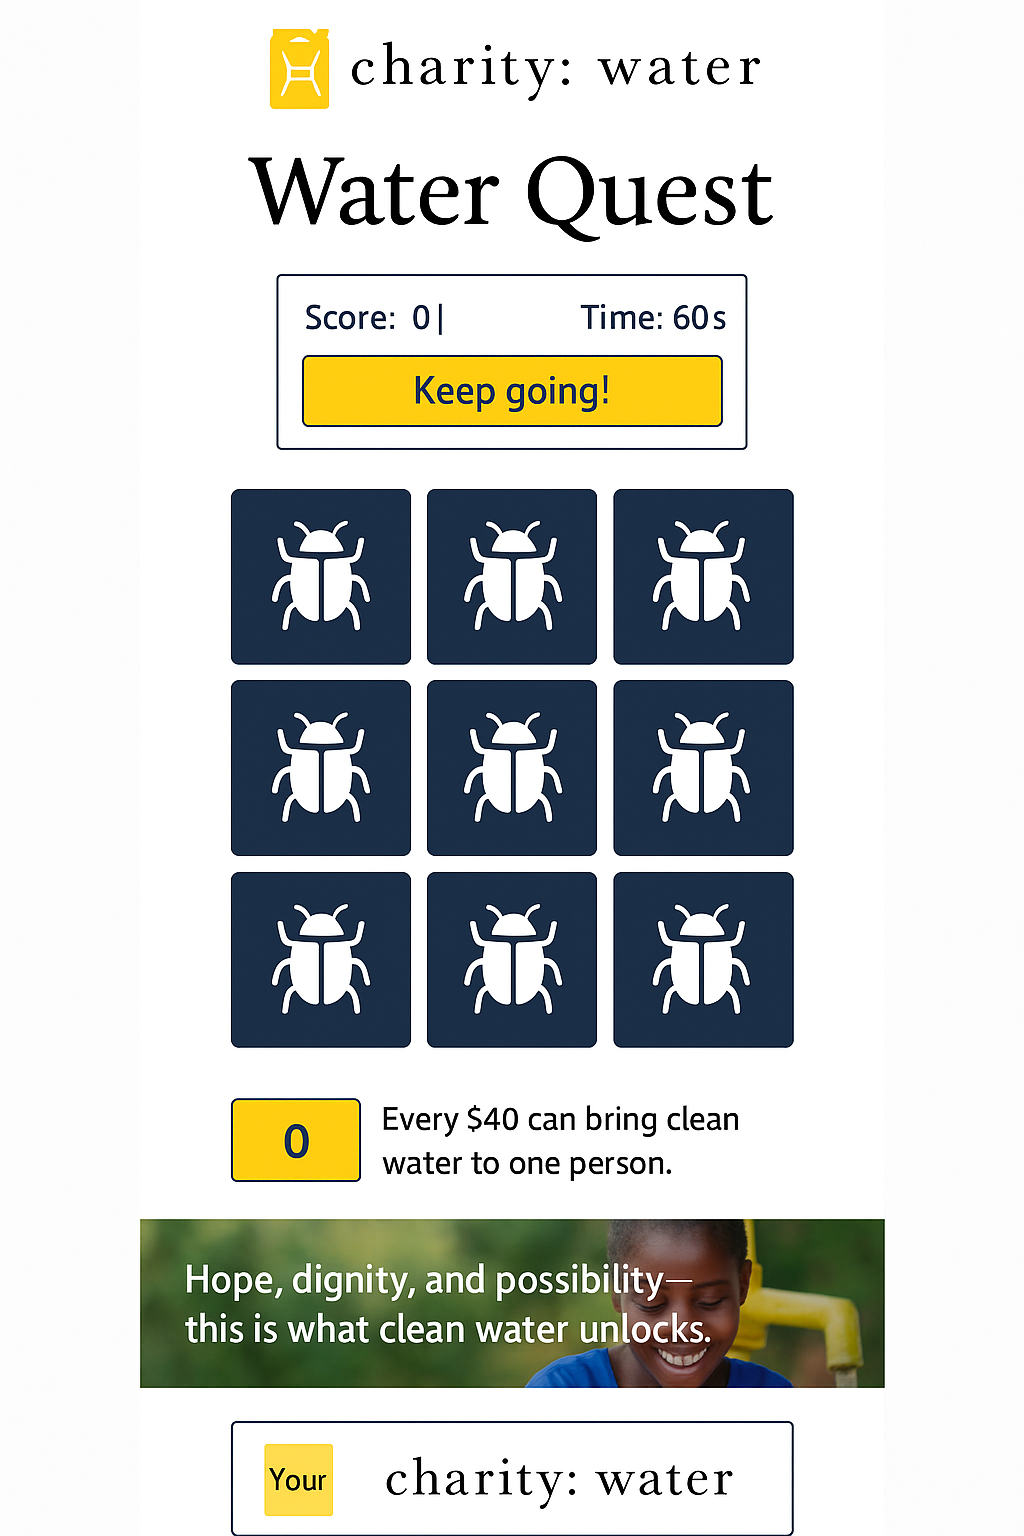 charity: water
Water Quest
Score: 0| Time: 60s
Keep going!
0
Every $40 can bring clean
water to one person.
Hope, dignity, and possibility—
this is what clean water unlocks.
Your charity: water